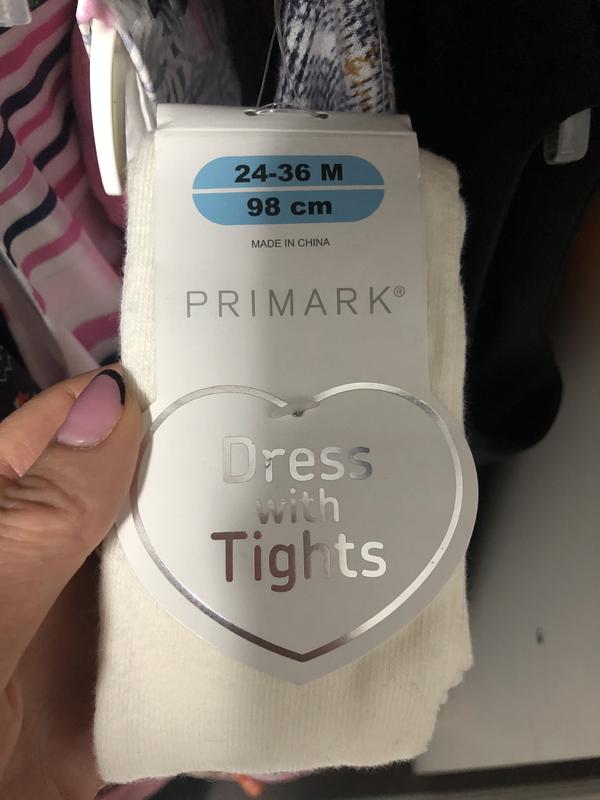 24-36 M
98 cm
MADE IN CHINA
PRIMARK®
Dress
with
Tights